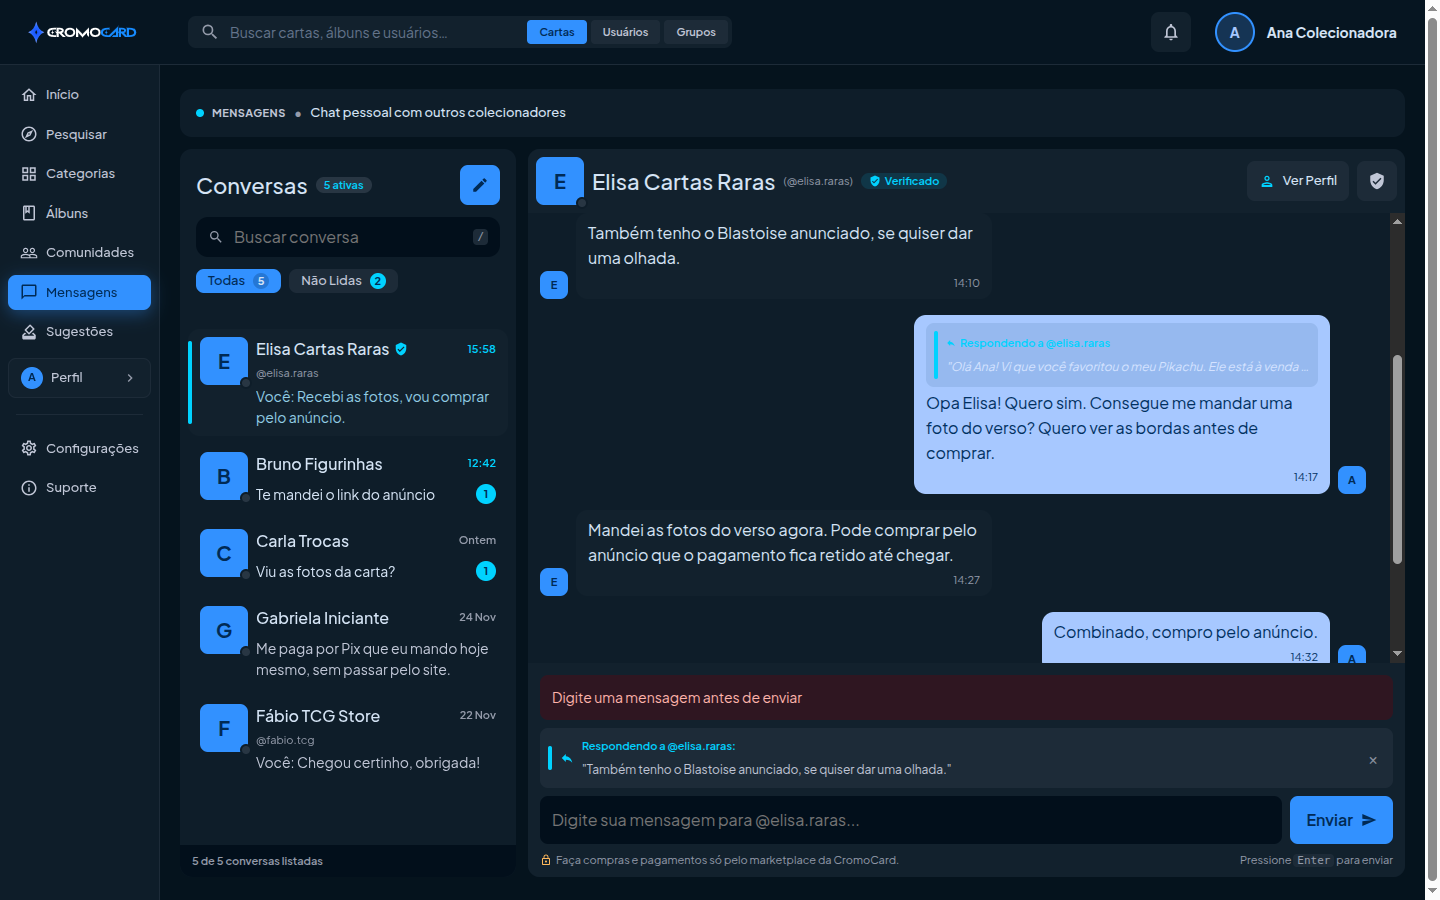 CROMOCARD
Buscar cartas, álbuns e usuários...
Cartas
Usuários
Grupos
A
Ana Colecionadora
Início
Pesquisar
Categorias
Álbuns
Comunidades
Mensagens
Sugestões
A
Perfil
Configurações
Suporte
MENSAGENS • Chat pessoal com outros colecionadores
Conversas
5 ativas
Buscar conversa
/
Todas 5
Não Lidas 2
E
Elisa Cartas Raras
15:58
@elisa.raras
Você: Recebi as fotos, vou comprar
pelo anúncio.
B
Bruno Figurinhas
12:42
Te mandei o link do anúncio
1
C
Carla Trocas
Ontem
Viu as fotos da carta?
1
G
Gabriela Iniciante
24 Nov
Me paga por Pix que eu mando hoje
mesmo, sem passar pelo site.
F
Fábio TCG Store
22 Nov
@fabio.tcg
Você: Chegou certinho, obrigada!
5 de 5 conversas listadas
E
Elisa Cartas Raras
(@elisa.raras)
Verificado
Ver Perfil
Também tenho o Blastoise anunciado, se quiser dar
uma olhada.
14:10
E
Respondendo a @elisa.raras
"Olá Ana! Vi que você favoritou o meu Pikachu. Ele está à venda ...
Opa Elisa! Quero sim. Consegue me mandar uma
foto do verso? Quero ver as bordas antes de
comprar.
14:17
A
Mandei as fotos do verso agora. Pode comprar pelo
anúncio que o pagamento fica retido até chegar.
14:27
E
Combinado, compro pelo anúncio.
14:32
A
Digite uma mensagem antes de enviar
Respondendo a @elisa.raras:
"Também tenho o Blastoise anunciado, se quiser dar uma olhada."
×
Digite sua mensagem para @elisa.raras...
Enviar
Faça compras e pagamentos só pelo marketplace da CromoCard.
Pressione Enter para enviar